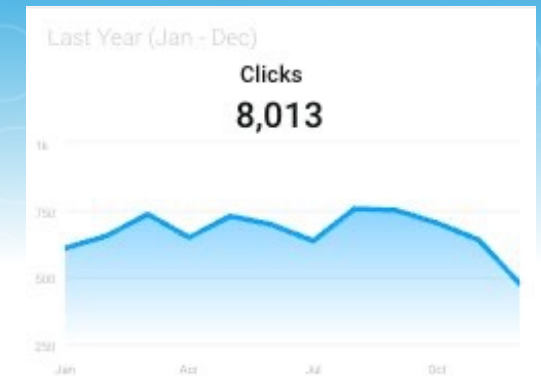 Last Year (Jan - Dec)
Clicks
8,013
1k
750
500
250
Jan
Apr
Jul
Oct